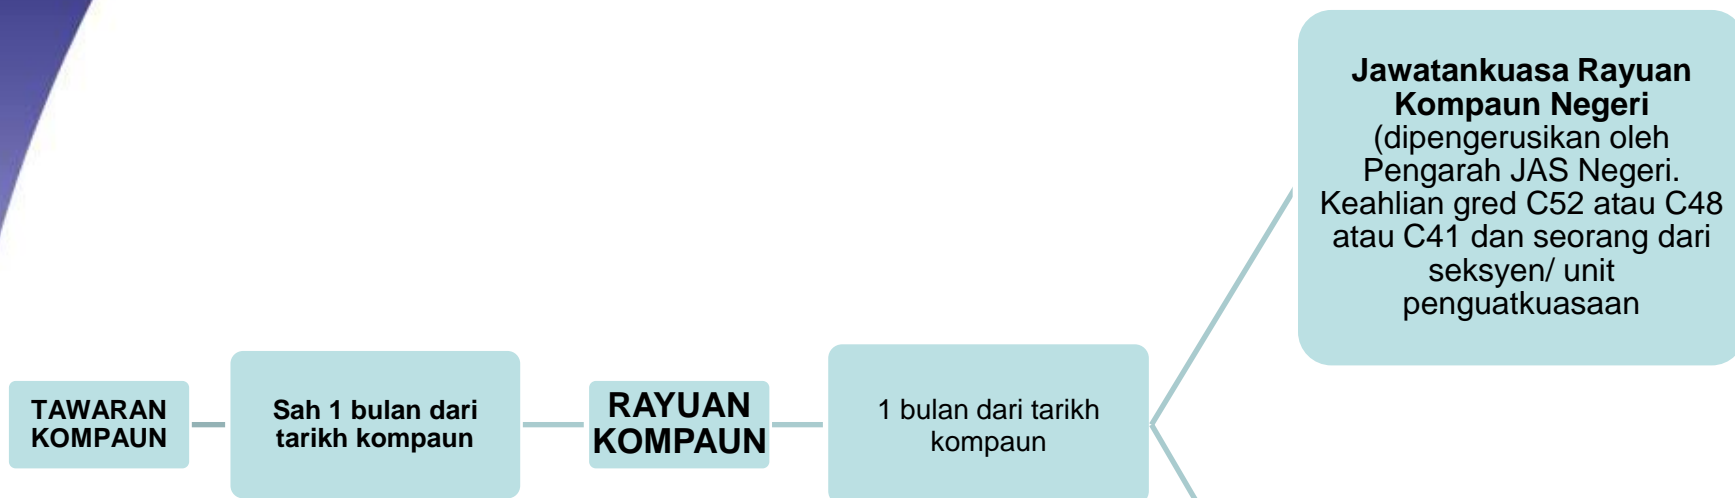 Jawatankuasa Rayuan
Kompaun Negeri
(dipengerusikan oleh
Pengarah JAS Negeri.
Keahlian gred C52 atau C48
atau C41 dan seorang dari
seksyen/ unit
penguatkuasaan
TAWARAN
KOMPAUN
Sah 1 bulan dari
tarikh kompaun
RAYUAN
KOMPAUN
1 bulan dari tarikh
kompaun